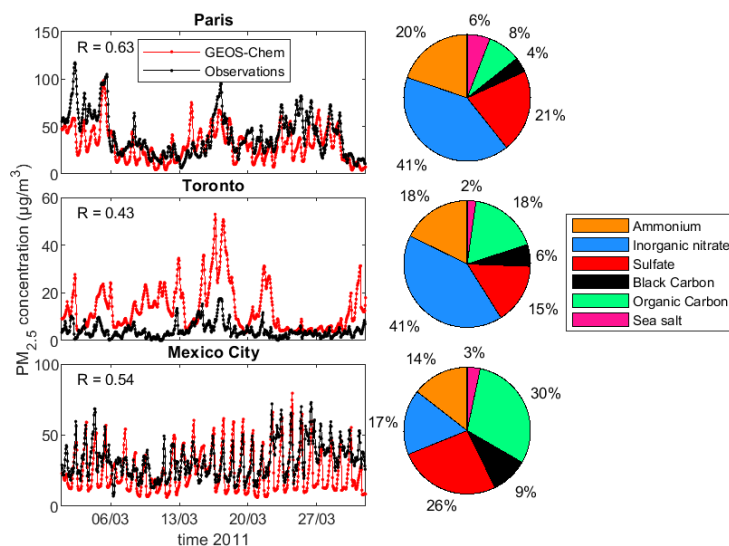 Paris
150
100
50
0
R = 0.63
GEOS-Chem
Observations
20%
6%
8%
4%
21%
41%
PM2.5 concentration (μg/m3)
Toronto
60
40
20
0
R = 0.43
18%
2%
18%
6%
15%
41%
Ammonium
Inorganic nitrate
Sulfate
Black Carbon
Organic Carbon
Sea salt
Mexico City
100
50
0
R = 0.54
14%
3%
30%
17%
9%
26%
06/03 13/03 20/03 27/03
time 2011